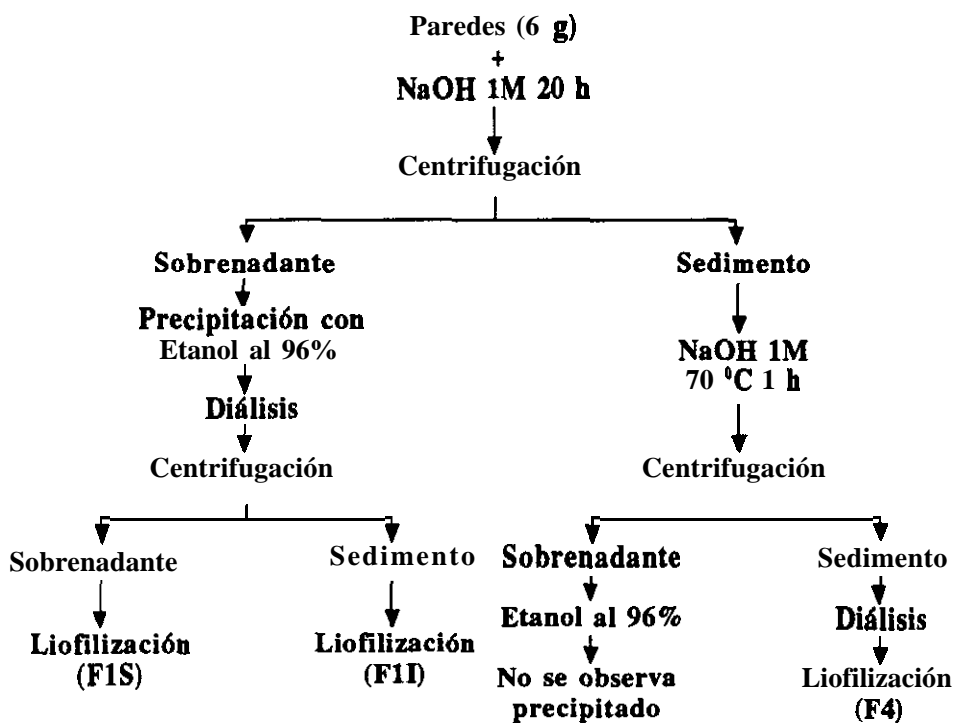 Paredes (6 g)
+
NaOH 1M 20 h
Centrifugación
Sobrenadante
Precipitación con
Etanol al 96%
Diálisis
Centrifugación
Sobrenadante
Liofilización
(F1S)
Sedimento
Liofilización
(F1I)
Sedimento
NaOH 1M
70 ⁰C 1 h
Centrifugación
Sobrenadante
Etanol al 96%
No se observa
precipitado
Sedimento
Diálisis
Liofilización
(F4)